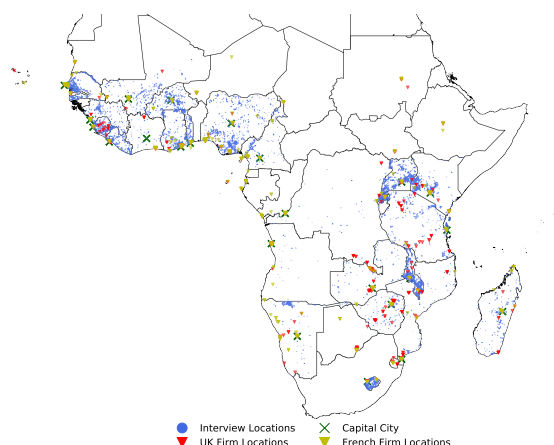 Interview Locations
Capital City
UK Firm Locations
French Firm Locations